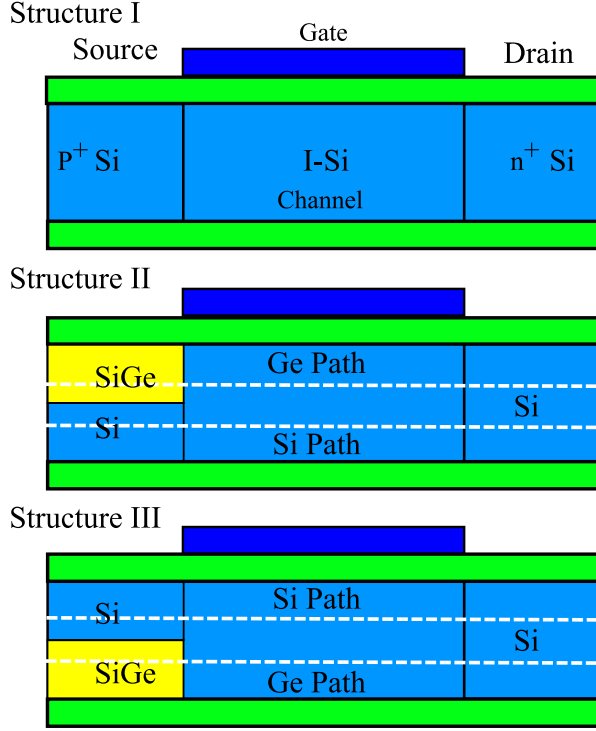 Structure I
Gate
Source
Drain
P+ Si
I-Si
n+ Si
Channel
Structure II
SiGe
Ge Path
Si
Si
Si Path
Structure III
Si
Si Path
Si
SiGe
Ge Path